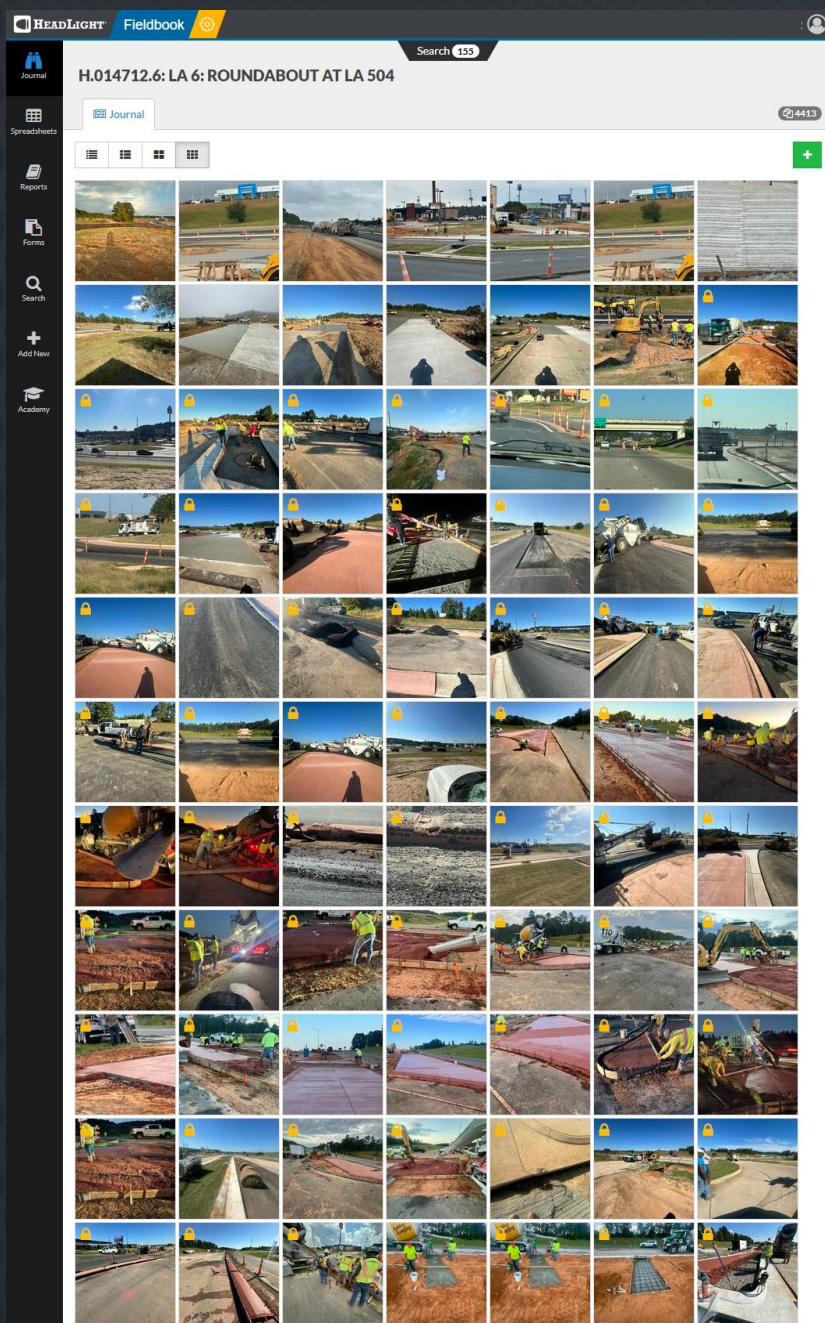 HEADLIGHT Fieldbook
Search 155
Journal
H.014712.6: LA 6: ROUNDABOUT AT LA 504
Journal
4413
Spreadsheets
Reports
Forms
Search
Add New
Academy
110
110